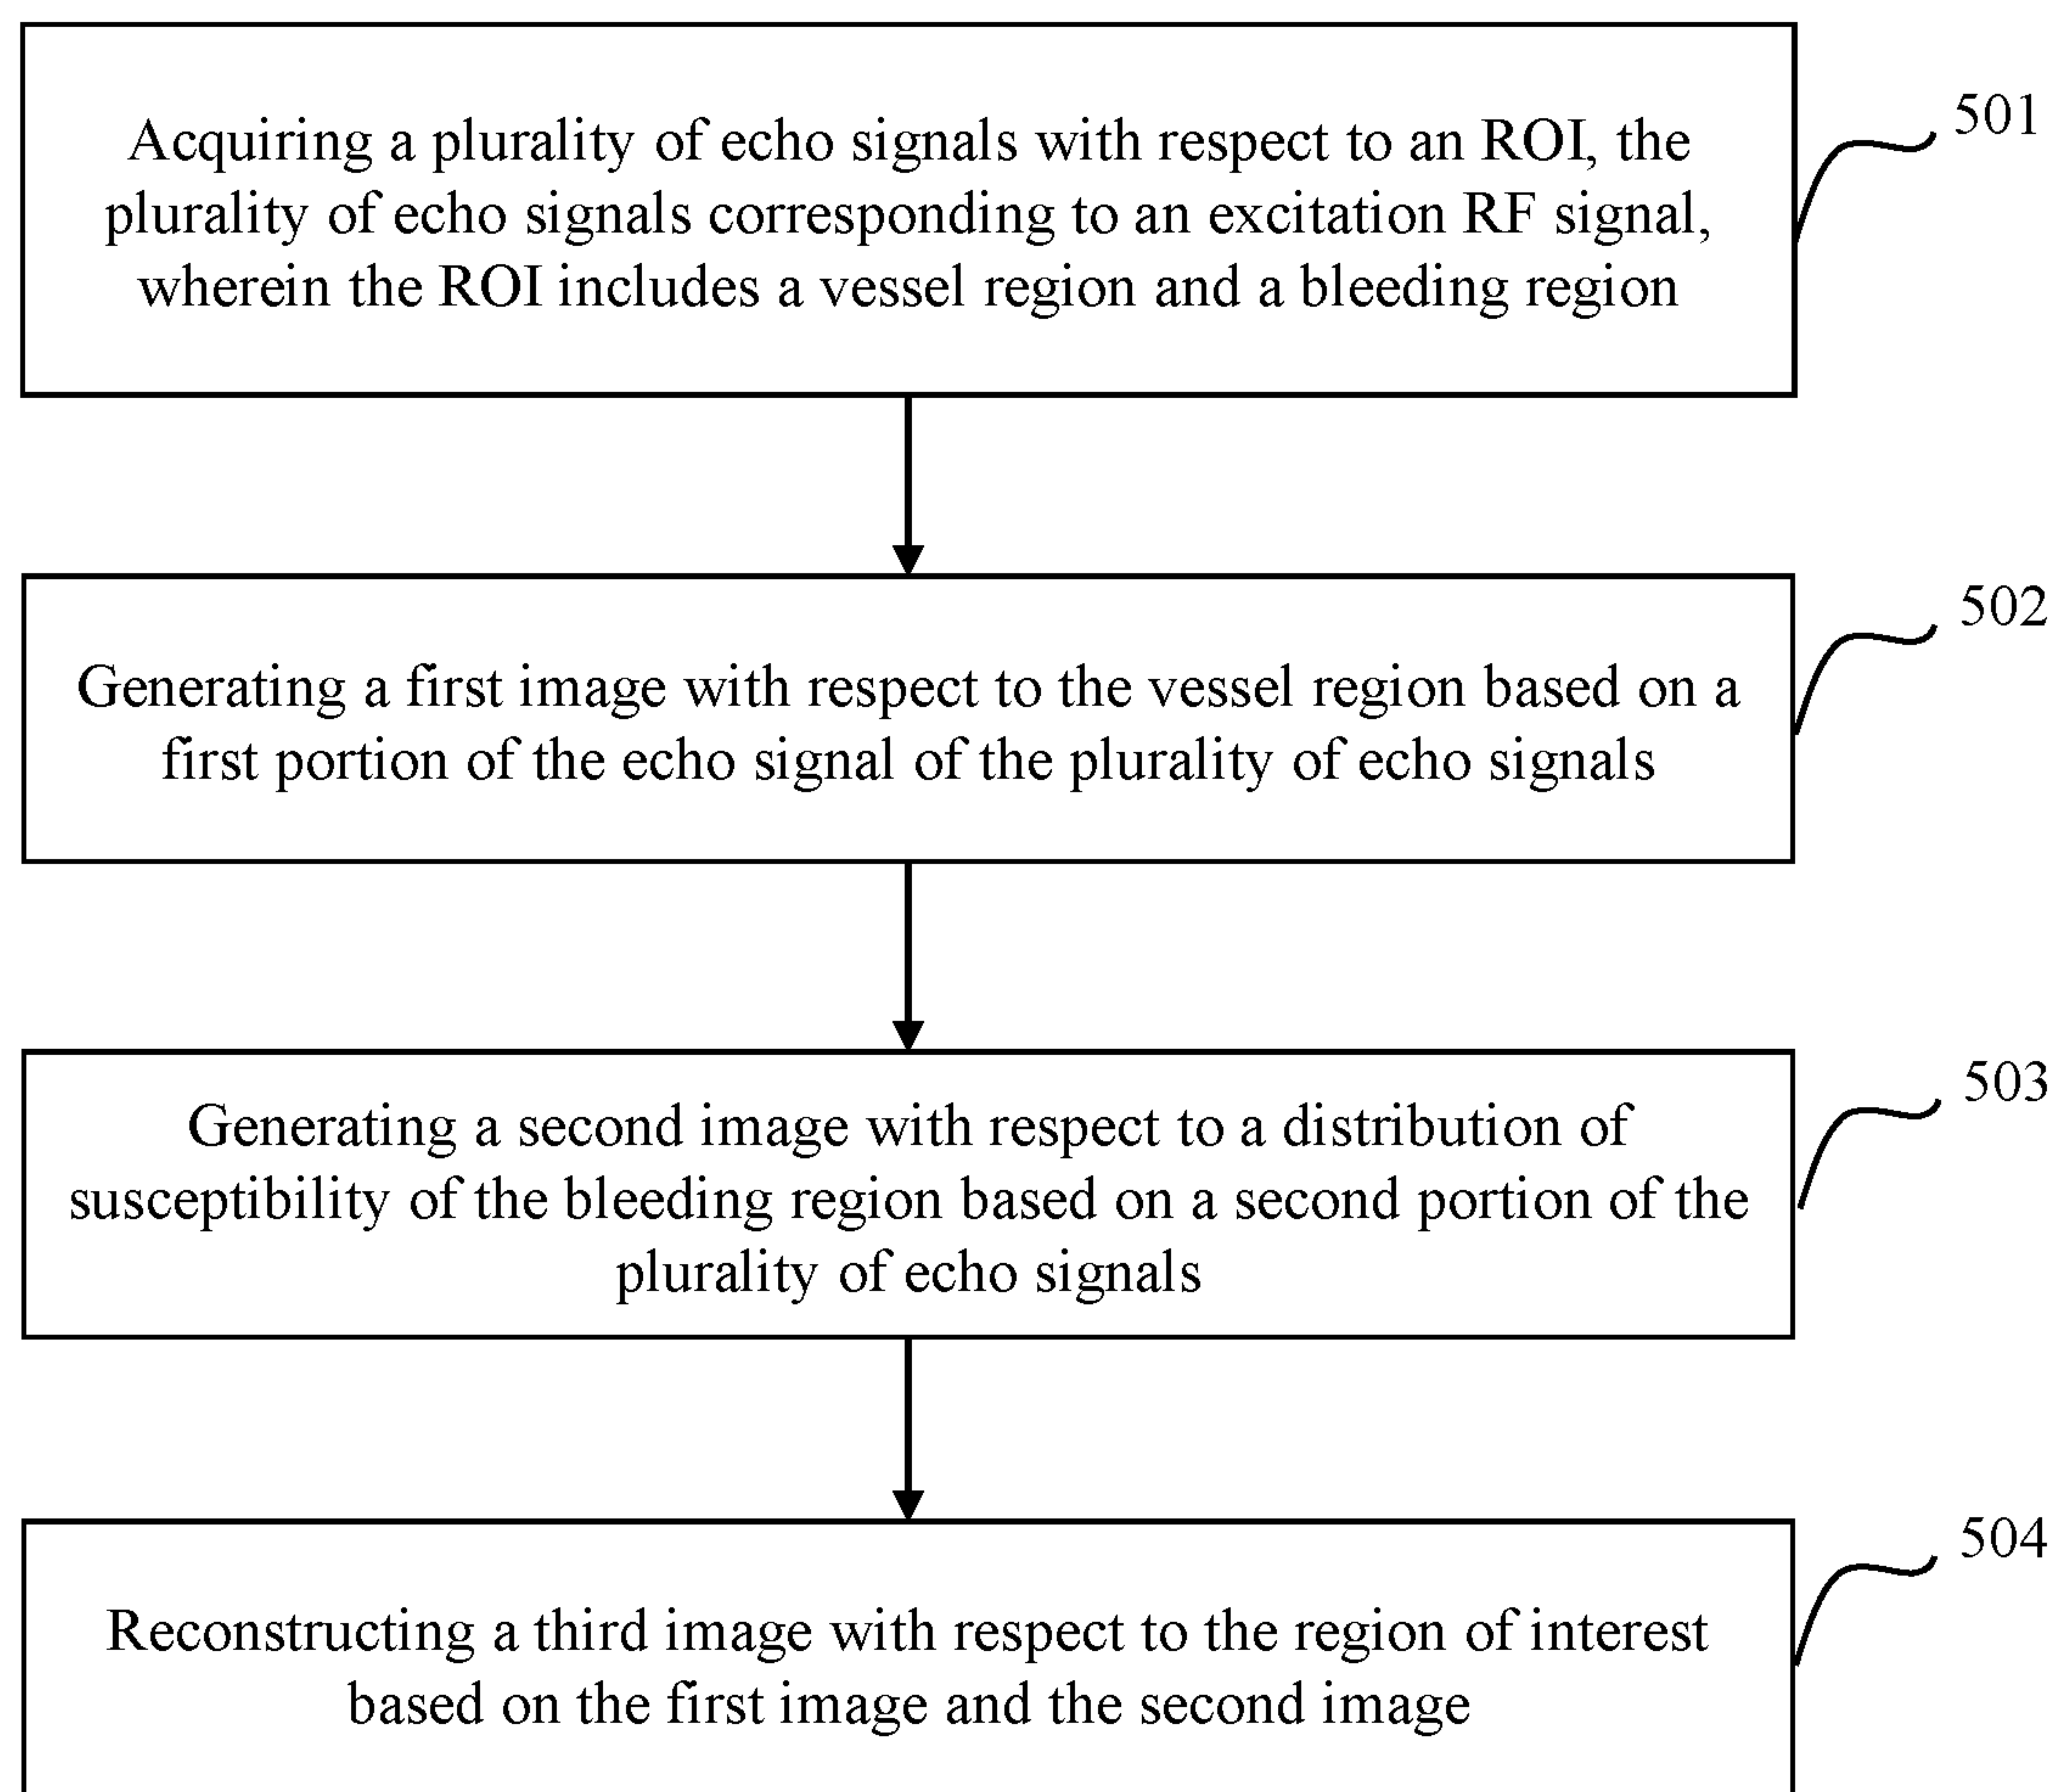 Acquiring a plurality of echo signals with respect to an ROI, the
plurality of echo signals corresponding to an excitation RF signal,
wherein the ROI includes a vessel region and a bleeding region
501
Generating a first image with respect to the vessel region based on a
first portion of the echo signal of the plurality of echo signals
502
Generating a second image with respect to a distribution of
susceptibility of the bleeding region based on a second portion of the
plurality of echo signals
503
Reconstructing a third image with respect to the region of interest
based on the first image and the second image
504